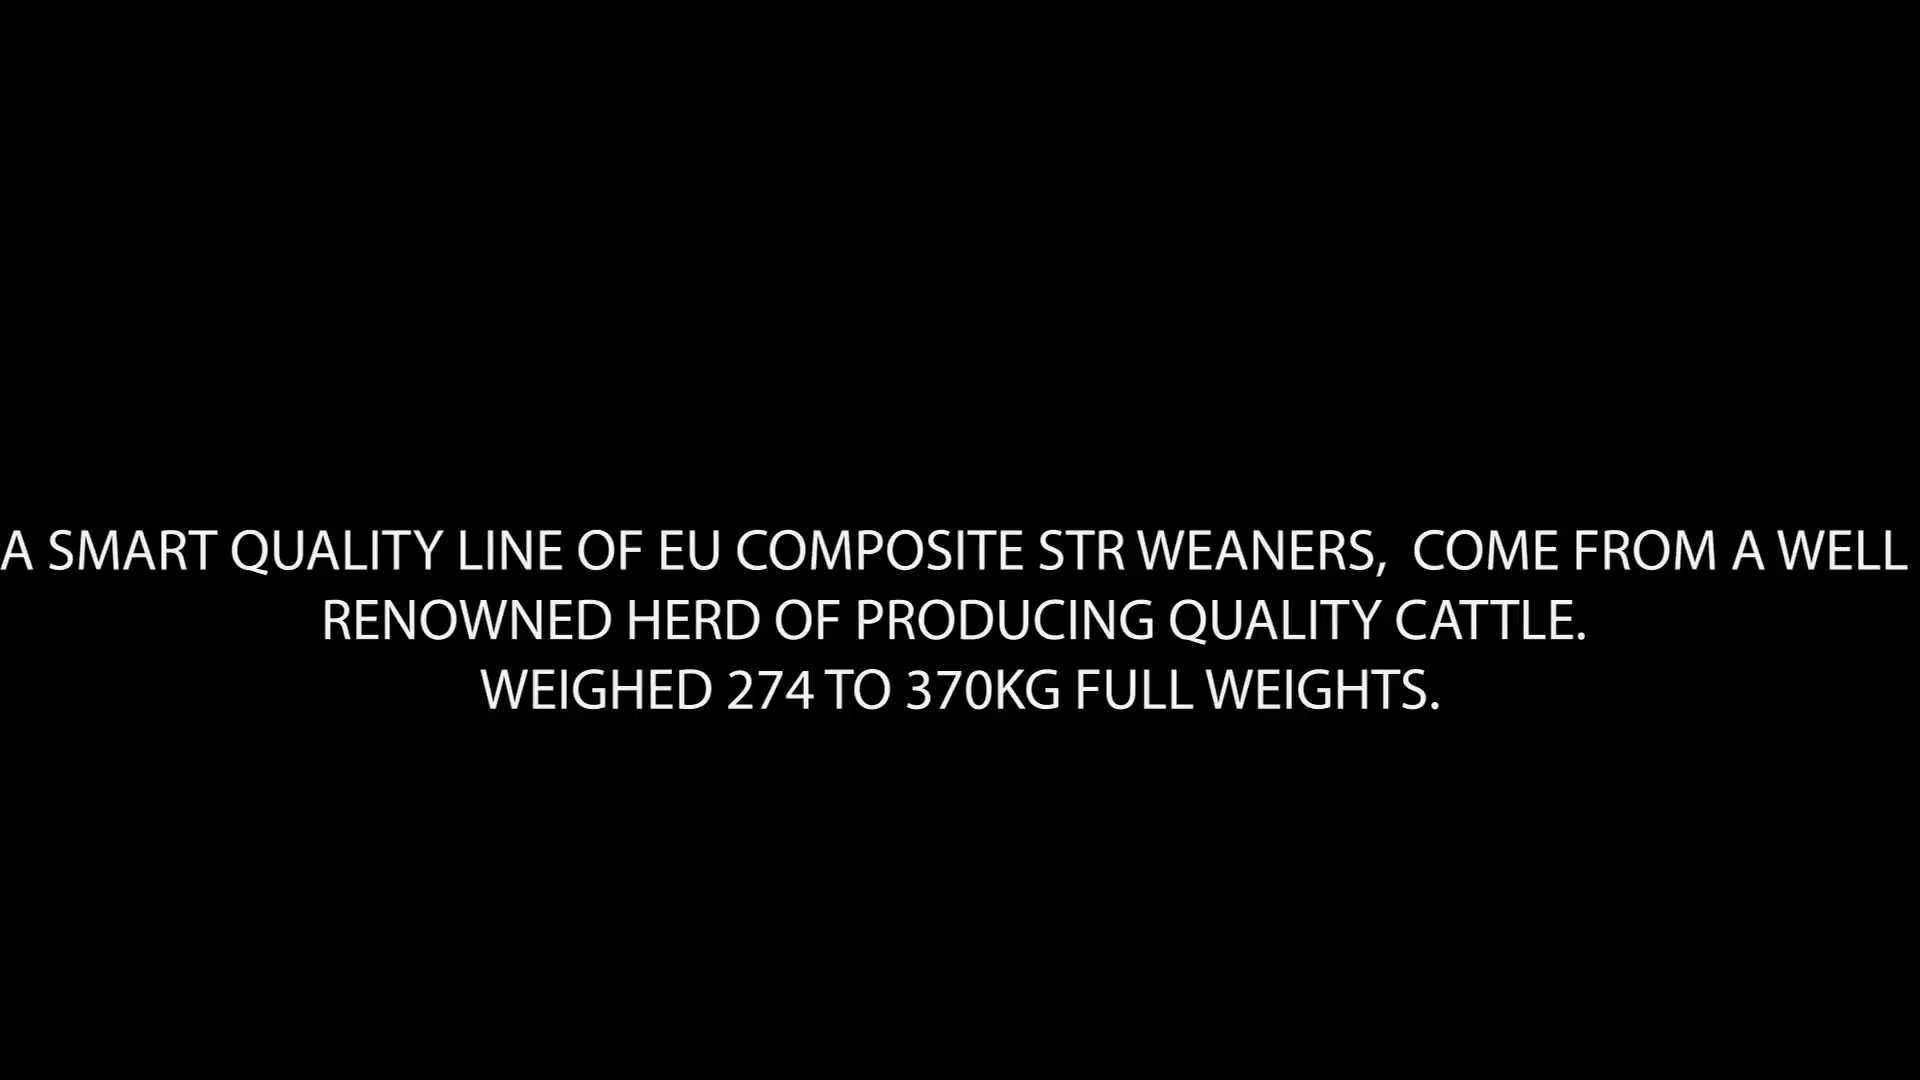 A SMART QUALITY LINE OF EU COMPOSITE STR WEANERS,  COME FROM A WELL
RENOWNED HERD OF PRODUCING QUALITY CATTLE.
WEIGHED 274 TO 370KG FULL WEIGHTS.